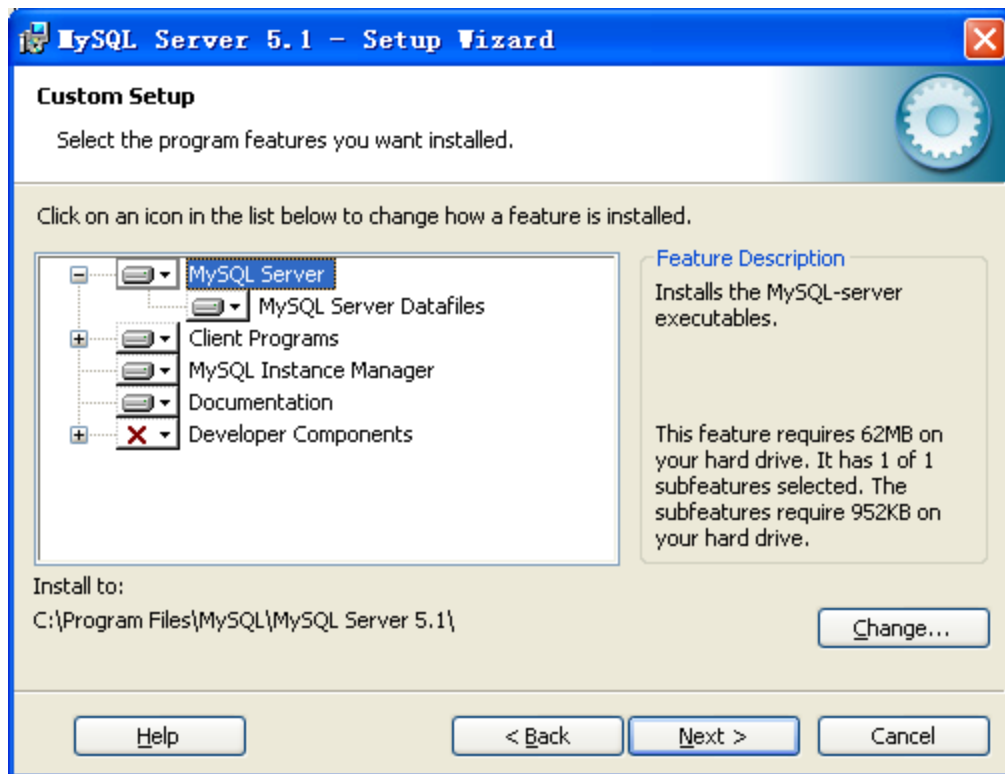 MySQL Server 5.1 - Setup Wizard
Custom Setup
Select the program features you want installed.
Click on an icon in the list below to change how a feature is installed.
MySQL Server
MySQL Server Datafiles
Client Programs
MySQL Instance Manager
Documentation
Developer Components
Feature Description
Installs the MySQL-server
executables.
This feature requires 62MB on
your hard drive. It has 1 of 1
subfeatures selected. The
subfeatures require 952KB on
your hard drive.
Install to:
C:\Program Files\MySQL\MySQL Server 5.1\
Change...
Help
< Back
Next >
Cancel